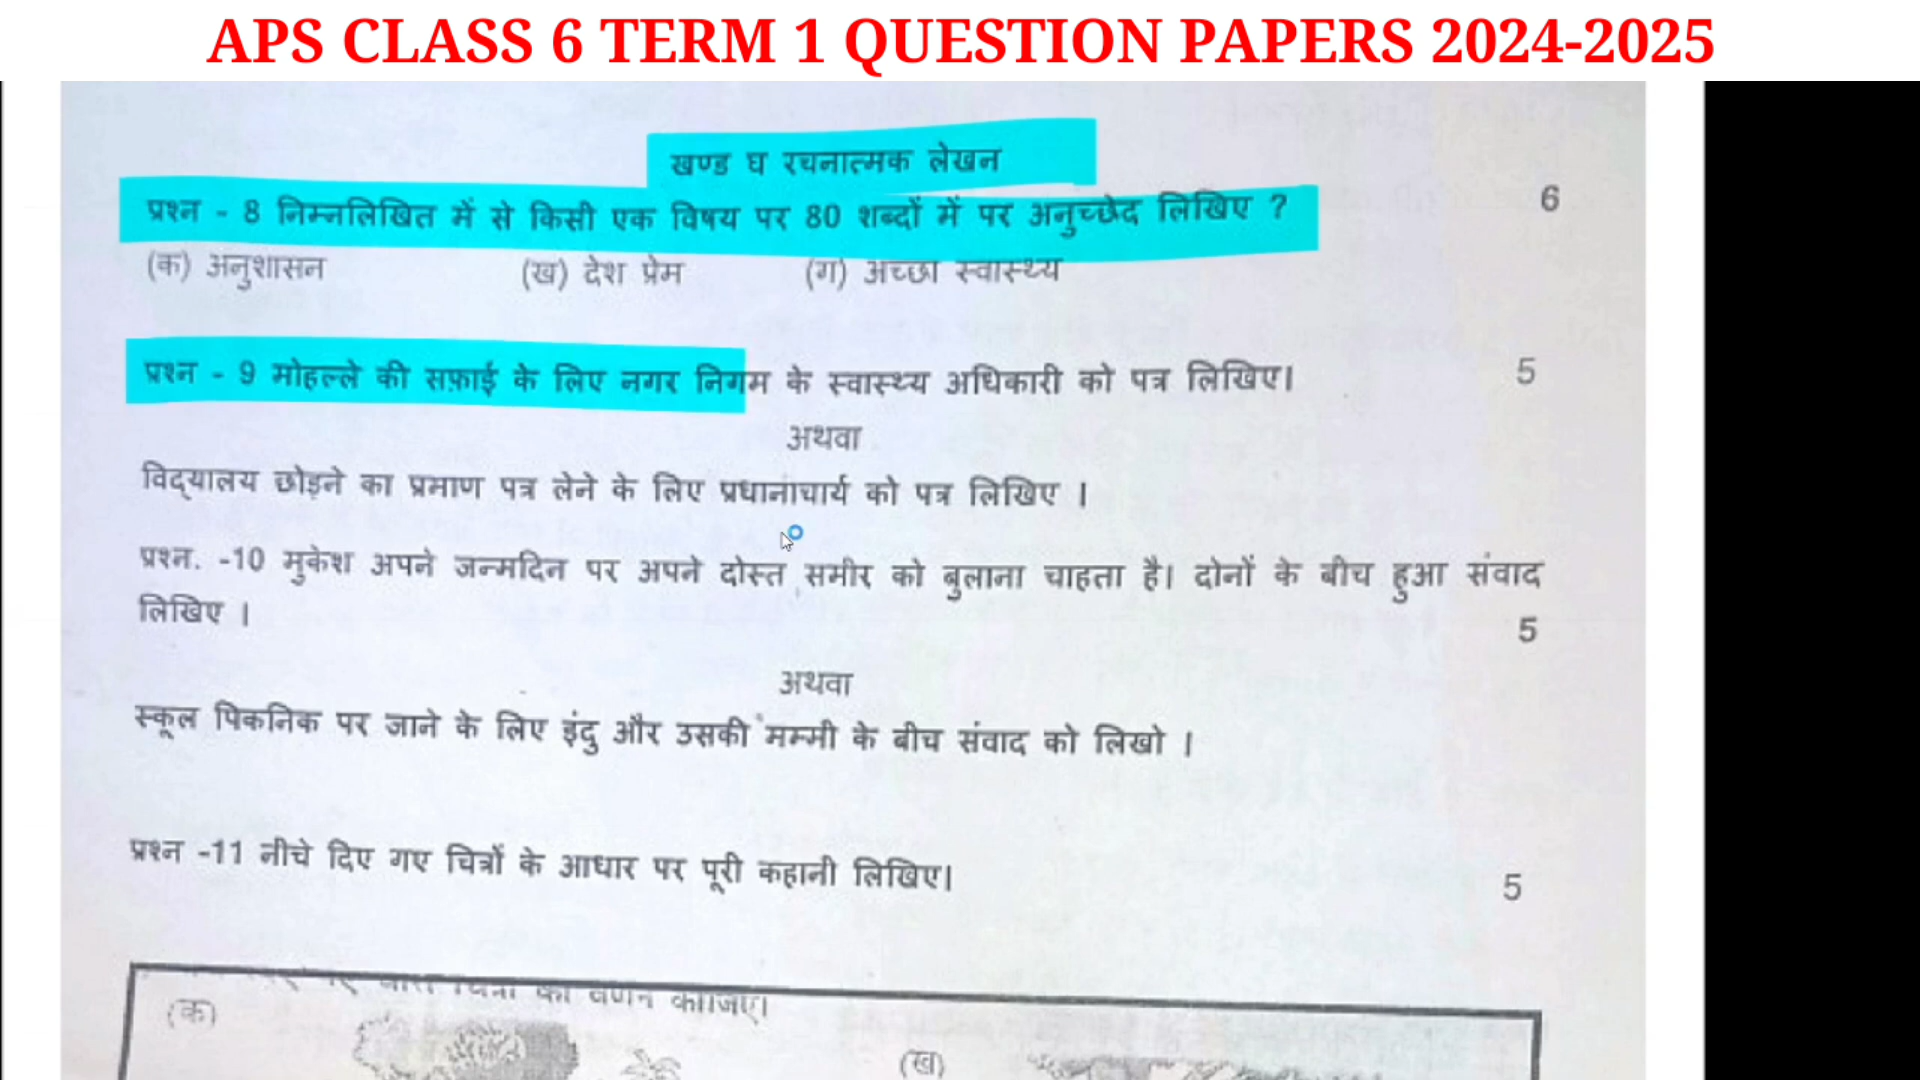 APS CLASS 6 TERM 1 QUESTION PAPERS 2024-2025
खण्ड घ रचनात्मक लेखन
प्रश्न - 8 निम्नलिखित में से किसी एक विषय पर 80 शब्दों में पर अनुच्छेद लिखिए ? 6
(क) अनुशासन (ख) देश प्रेम (ग) अच्छा स्वास्थ्य
प्रश्न - 9 मोहल्ले की सफ़ाई के लिए नगर निगम के स्वास्थ्य अधिकारी को पत्र लिखिए। 5
अथवा
विद्यालय छोड़ने का प्रमाण पत्र लेने के लिए प्रधानाचार्य को पत्र लिखिए ।
प्रश्न. -10 मुकेश अपने जन्मदिन पर अपने दोस्त समीर को बुलाना चाहता है। दोनों के बीच हुआ संवाद
लिखिए । 5
अथवा
स्कूल पिकनिक पर जाने के लिए इंदु और उसकी मम्मी के बीच संवाद को लिखो ।
प्रश्न -11 नीचे दिए गए चित्रों के आधार पर पूरी कहानी लिखिए। 5
का वर्णन कीजिए।
(क)
(ख)